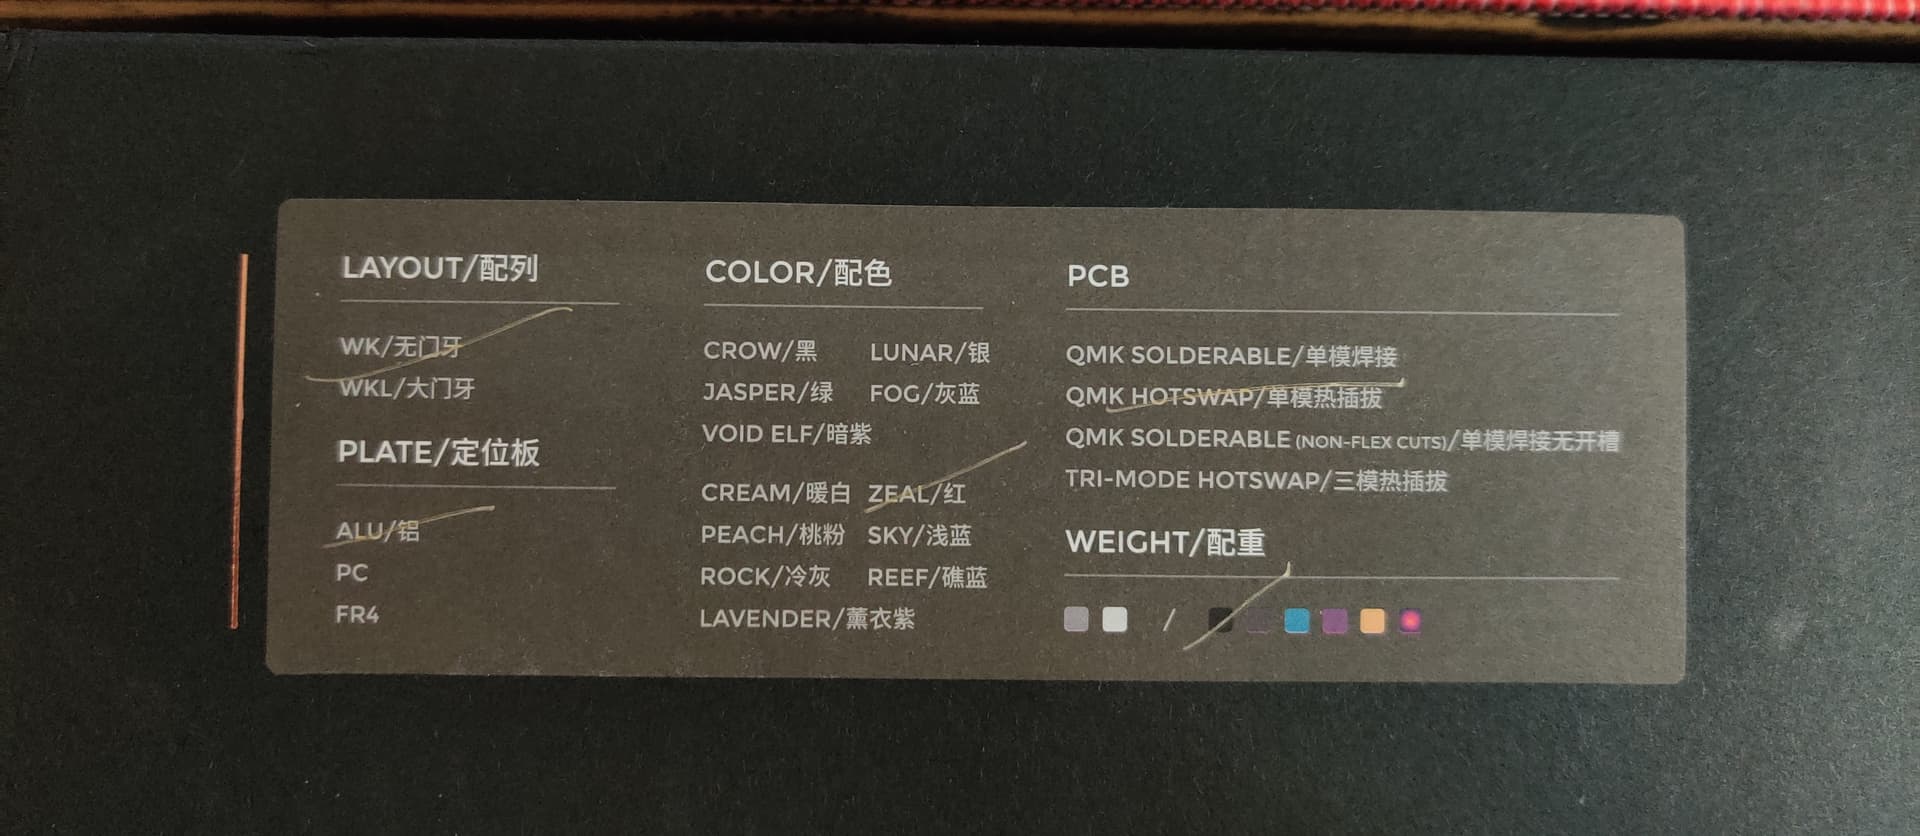 LAYOUT/配列
WK/无门牙
WKL/大门牙
PLATE/定位板
ALU/铝
PC
FR4
COLOR/配色
CROW/黑 LUNAR/银
JASPER/绿 FOG/灰蓝
VOID ELF/暗紫
CREAM/暖白 ZEAL/红
PEACH/桃粉 SKY/浅蓝
ROCK/冷灰 REEF/礁蓝
LAVENDER/薰衣紫
PCB
QMK SOLDERABLE/单模焊接
QMK HOTSWAP/单模热插拔
QMK SOLDERABLE (NON-FLEX CUTS)/单模焊接无开槽
TRI-MODE HOTSWAP/三模热插拔
WEIGHT/配重
/